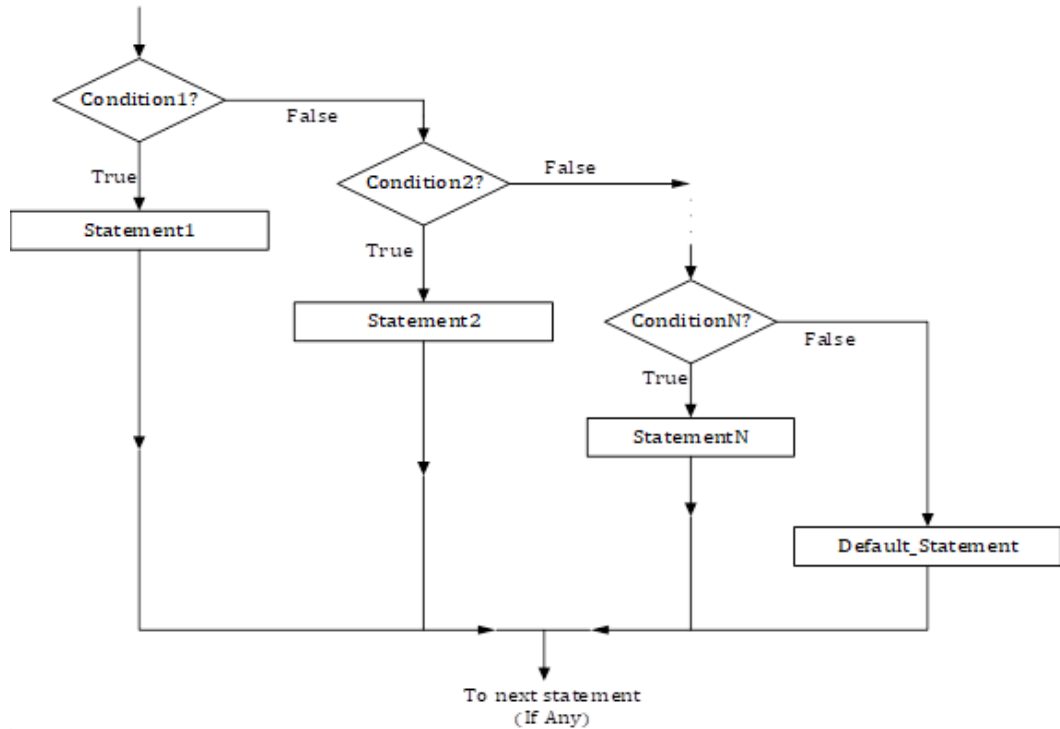 Condition1?
False
True
Condition2?
False
Statement1
True
Statement2
ConditionN?
False
True
StatementN
Default_Statement
To next statement
(If Any)